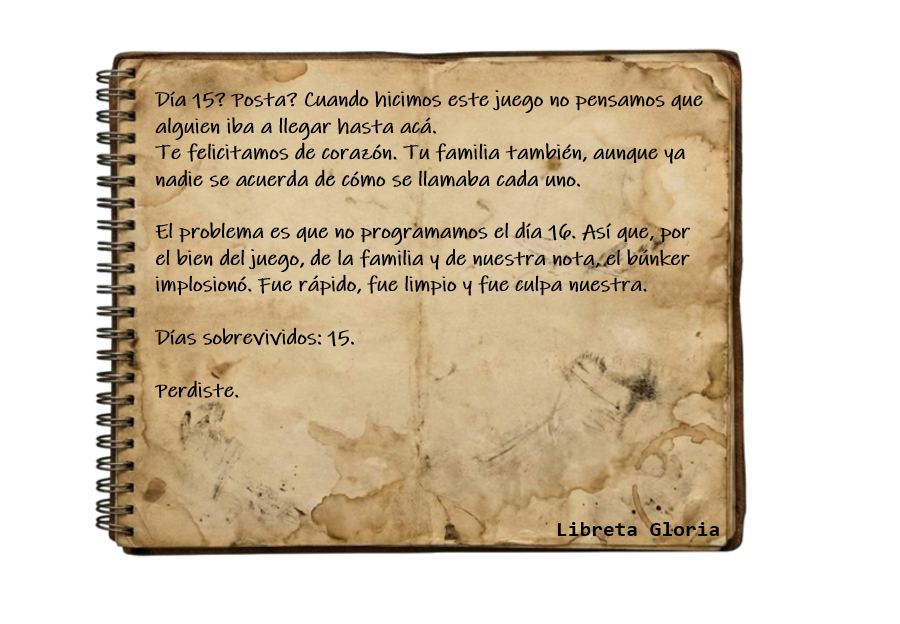 Día 15? Posta? Cuando hicimos este juego no pensamos que
alguien iba a llegar hasta acá.
Te felicitamos de corazón. Tu familia también, aunque ya
nadie se acuerda de cómo se llamaba cada uno.
El problema es que no programamos el día 16. Así que, por
el bien del juego, de la familia y de nuestra nota, el búnker
implosionó. Fue rápido, fue limpio y fue culpa nuestra.
Días sobrevividos: 15.
Perdiste.
Libreta Gloria